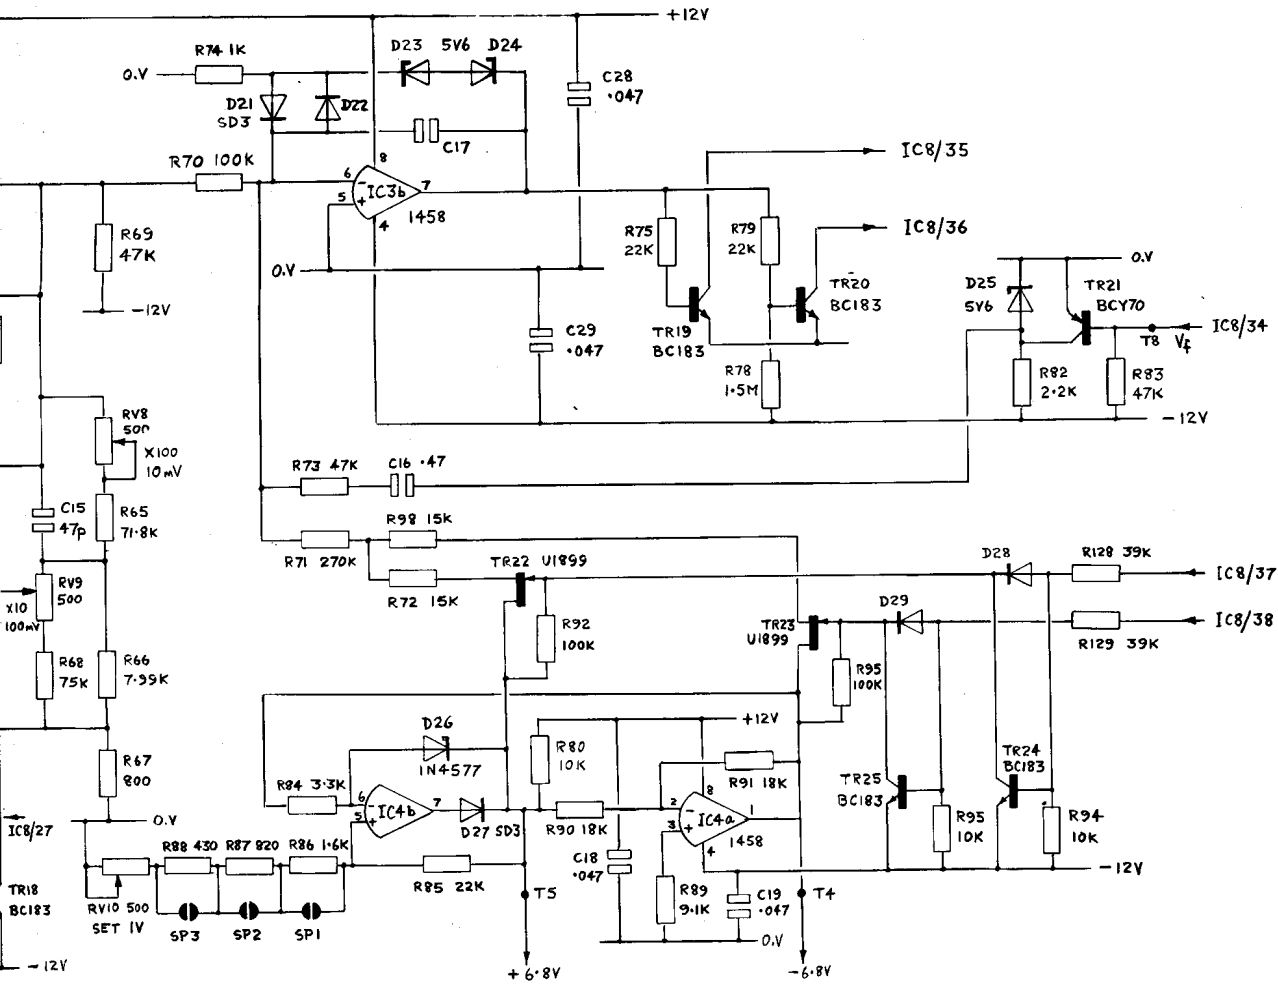 +12V
R74 1K
D23
5V6
D24
0.V
D21
SD3
D22
C28
.047
C17
R70 100K
8
6
-
IC3b
7
5
+
1458
4
IC8/35
R69
47K
R75
22K
R79
22K
IC8/36
0.V
0.V
-12V
D25
5V6
TR21
BCY70
TR20
BC183
TR19
BC183
C29
.047
IC8/34
T8
Vf
R78
1.5M
R82
2.2K
R83
47K
RV8
500
X100
10mV
-12V
R73 47K
C16 .47
C15
47p
R65
71.8K
R98 15K
R71 270K
TR22 U1899
D28
R128 39K
IC8/37
RV9
500
X10
100mV
R72 15K
D29
IC8/38
R92
100K
TR23
U1899
R129 39K
R68
75K
R66
7.99K
R95
100K
D26
1N4577
+12V
R67
800
R80
10K
R91 18K
TR24
BC183
R84 3.3K
TR25
BC183
6
-
IC4b
7
5
+
D27 SD3
R90 18K
8
2
-
IC4a
1
3
+
4
1458
IC8/27
0.V
R95
10K
R94
10K
R88 430
R87 820
R86 1.6K
R85 22K
C18
.047
-12V
TR18
BC183
RV10 500
SET 1V
SP3
SP2
SP1
T5
R89
9.1K
C19
.047
T4
0.V
-12V
+6.8V
-6.8V